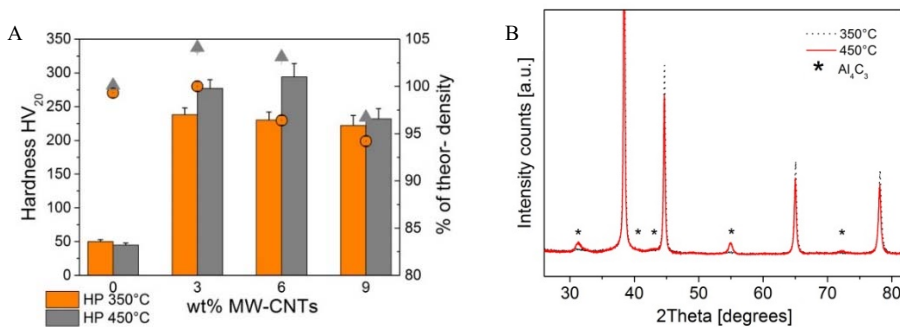 A
Hardness HV20
350
300
250
200
150
100
50
0
0 3 6 9
wt% MW-CNTs
105
100
95
90
85
80
% of theor- density
HP 350°C
HP 450°C
B
Intensity counts [a.u.]
350°C
450°C
* Al4C3
* * * * *
30 40 50 60 70 80
2Theta [degrees]